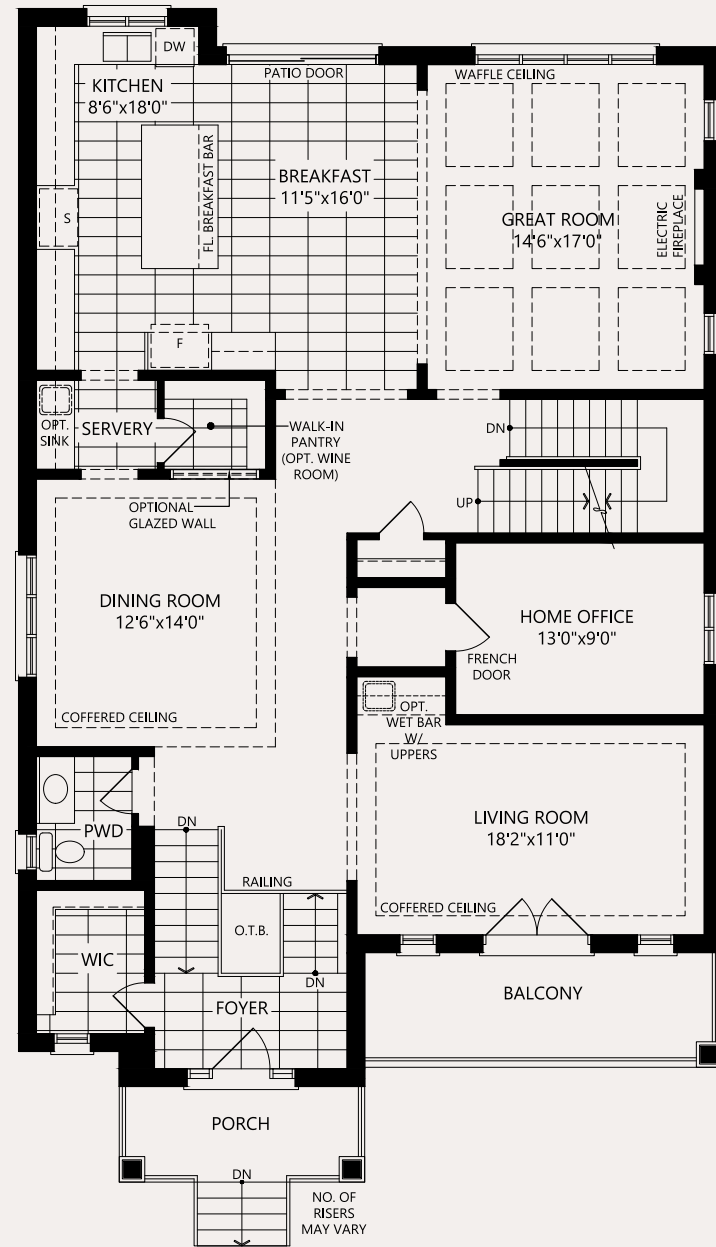 DW
PATIO DOOR
WAFFLE CEILING
KITCHEN
8'6"x18'0"
FL. BREAKFAST BAR
BREAKFAST
11'5"x16'0"
GREAT ROOM
14'6"x17'0"
ELECTRIC
FIREPLACE
S
F
OPT.
SINK
SERVERY
WALK-IN
PANTRY
(OPT. WINE
ROOM)
DN
UP
OPTIONAL
GLAZED WALL
DINING ROOM
12'6"x14'0"
COFFERED CEILING
HOME OFFICE
13'0"x9'0"
FRENCH
DOOR
OPT.
WET BAR
W/
UPPERS
LIVING ROOM
18'2"x11'0"
COFFERED CEILING
PWD
DN
RAILING
O.T.B.
DN
WIC
FOYER
BALCONY
PORCH
DN
NO. OF
RISERS
MAY VARY